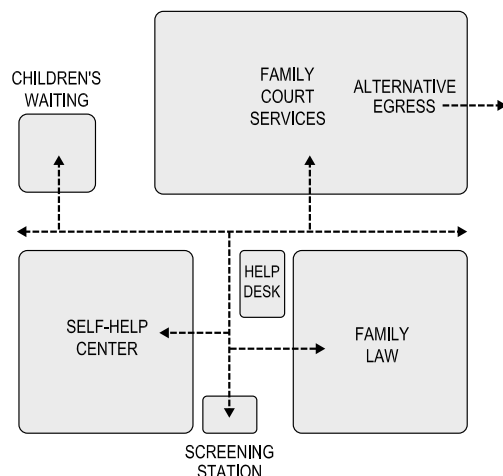 CHILDREN'S
WAITING
FAMILY
COURT
SERVICES
ALTERNATIVE
EGRESS
HELP
DESK
SELF-HELP
CENTER
FAMILY
LAW
SCREENING
STATION